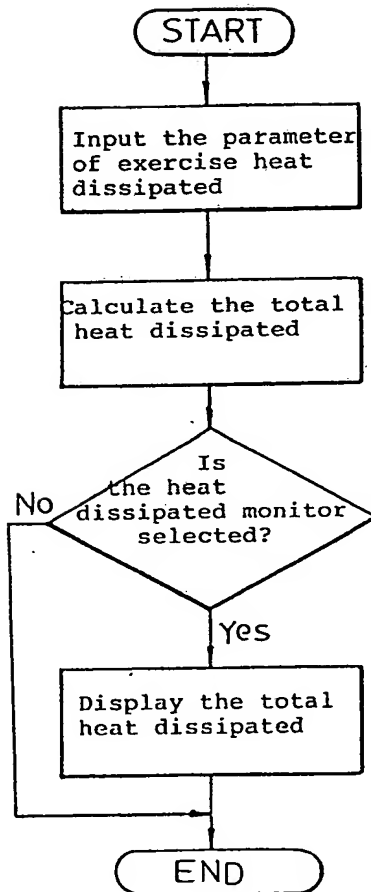 START
Input the parameter
of exercise heat
dissipated
Calculate the total
heat dissipated
Is
the heat
dissipated monitor
selected?
No
Yes
Display the total
heat dissipated
END